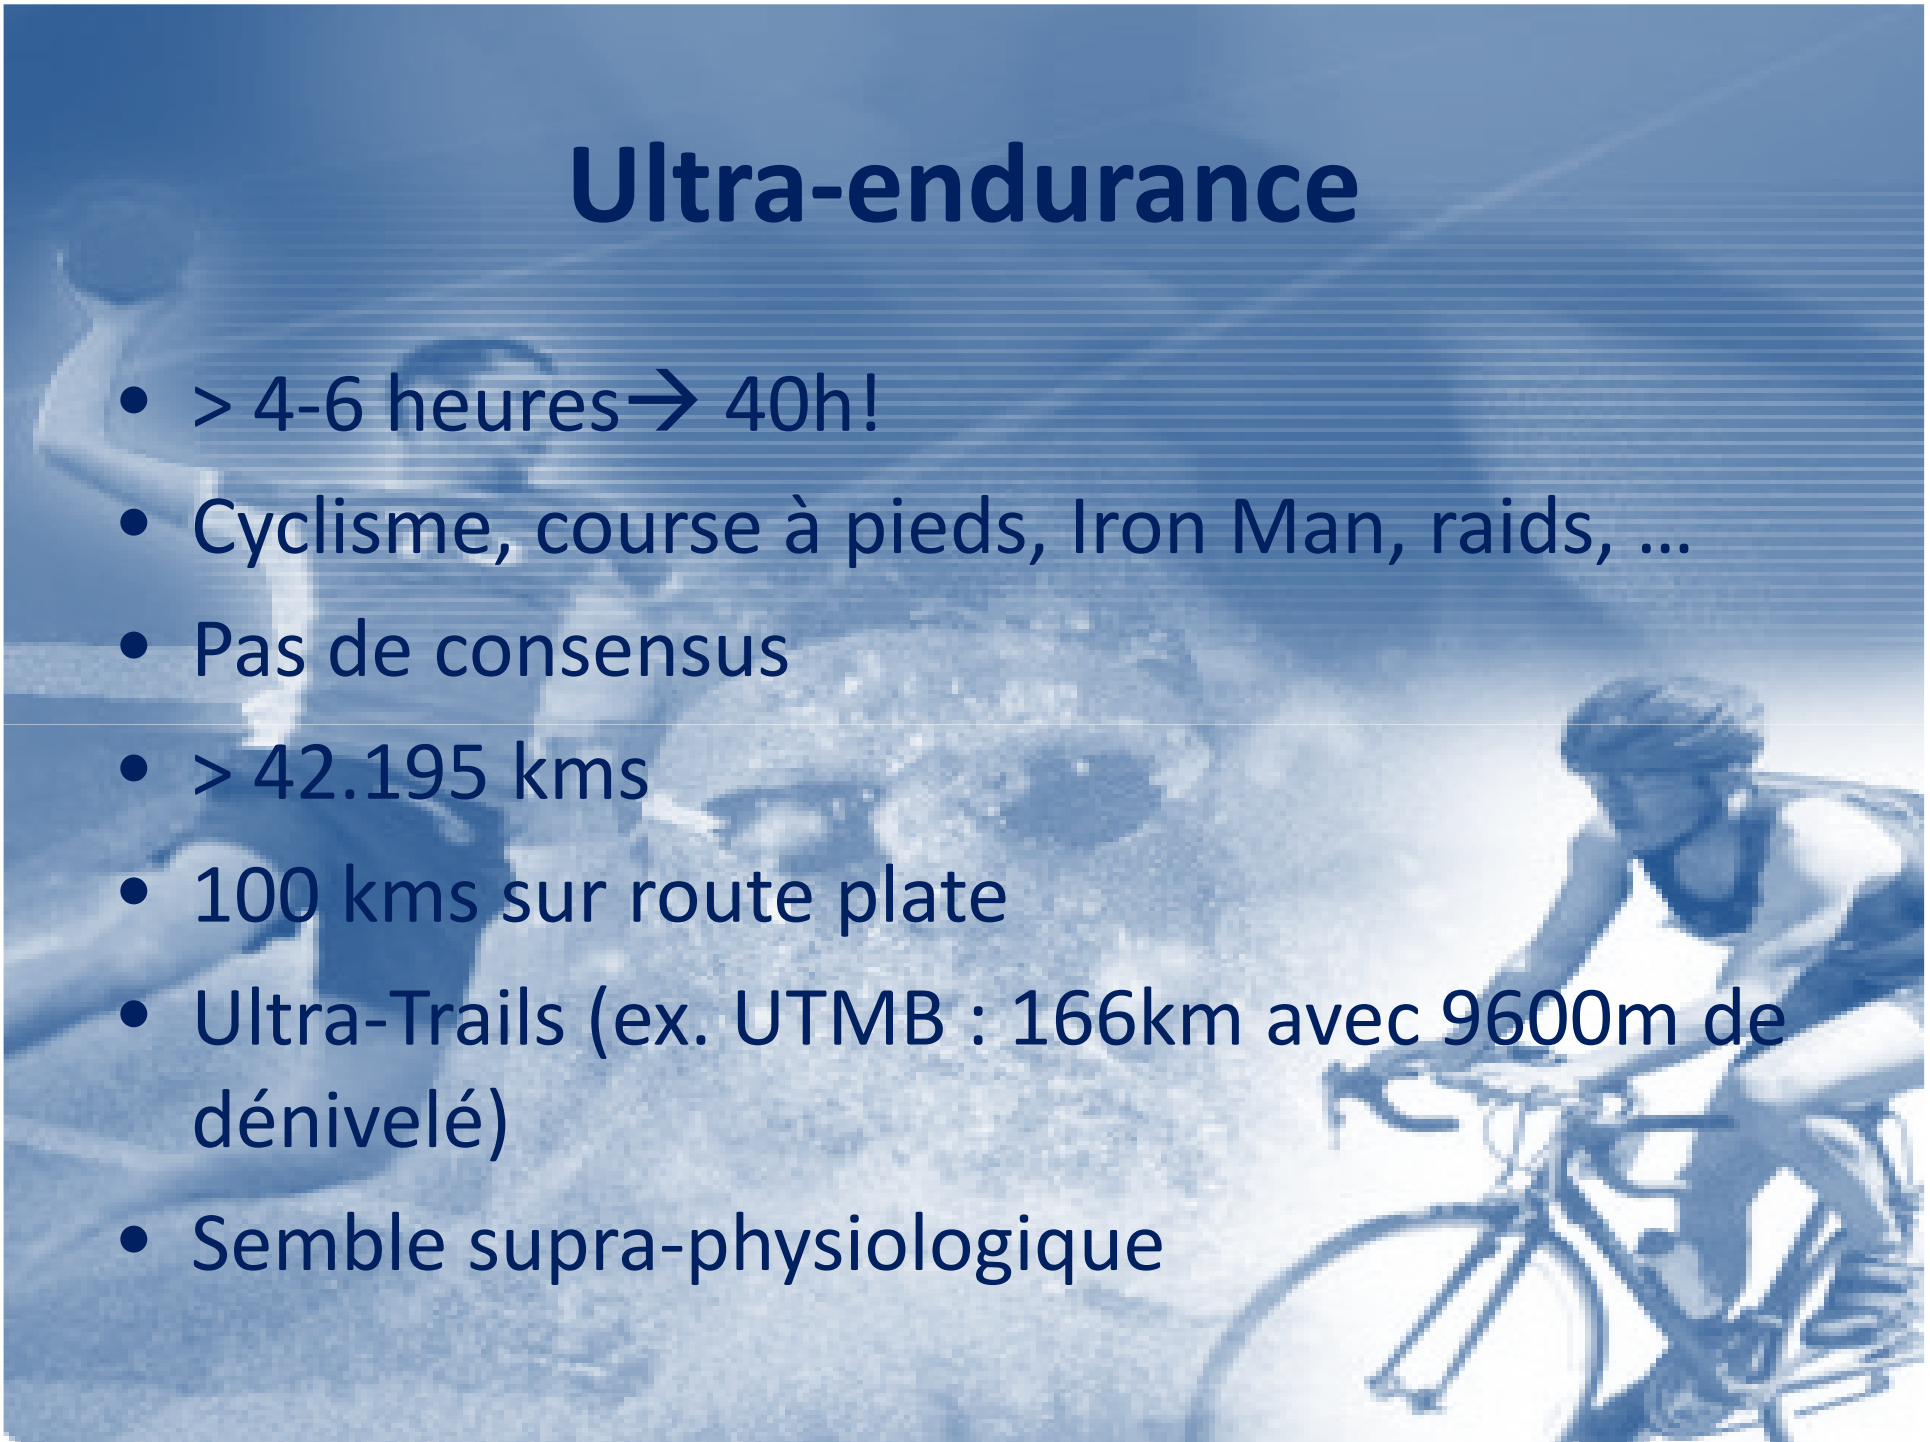 Ultra-endurance
• > 4-6 heures→ 40h!
• Cyclisme, course à pieds, Iron Man, raids, …
• Pas de consensus
• > 42.195 kms
• 100 kms sur route plate
• Ultra-Trails (ex. UTMB : 166km avec 9600m de
dénivelé)
• Semble supra-physiologique